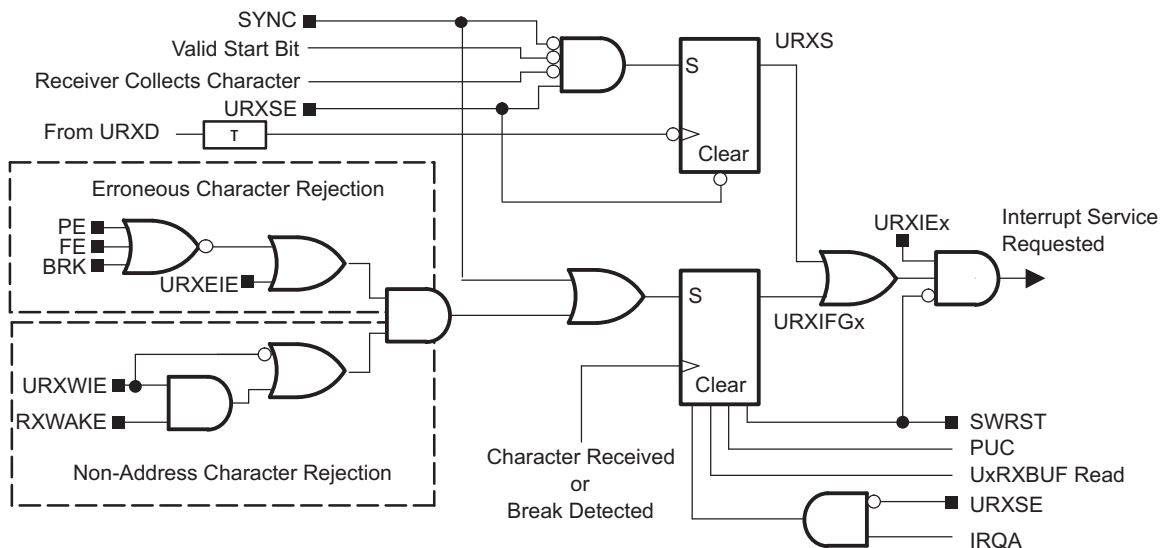 SYNC
Valid Start Bit
Receiver Collects Character
URXSE
From URXD
T
S
URXS
Clear
Erroneous Character Rejection
PE
FE
BRK
URXEIE
URXIEx
Interrupt Service
Requested
S
URXIFGx
Clear
URXWIE
RXWAKE
Non-Address Character Rejection
Character Received
or
Break Detected
SWRST
PUC
UxRXBUF Read
URXSE
IRQA